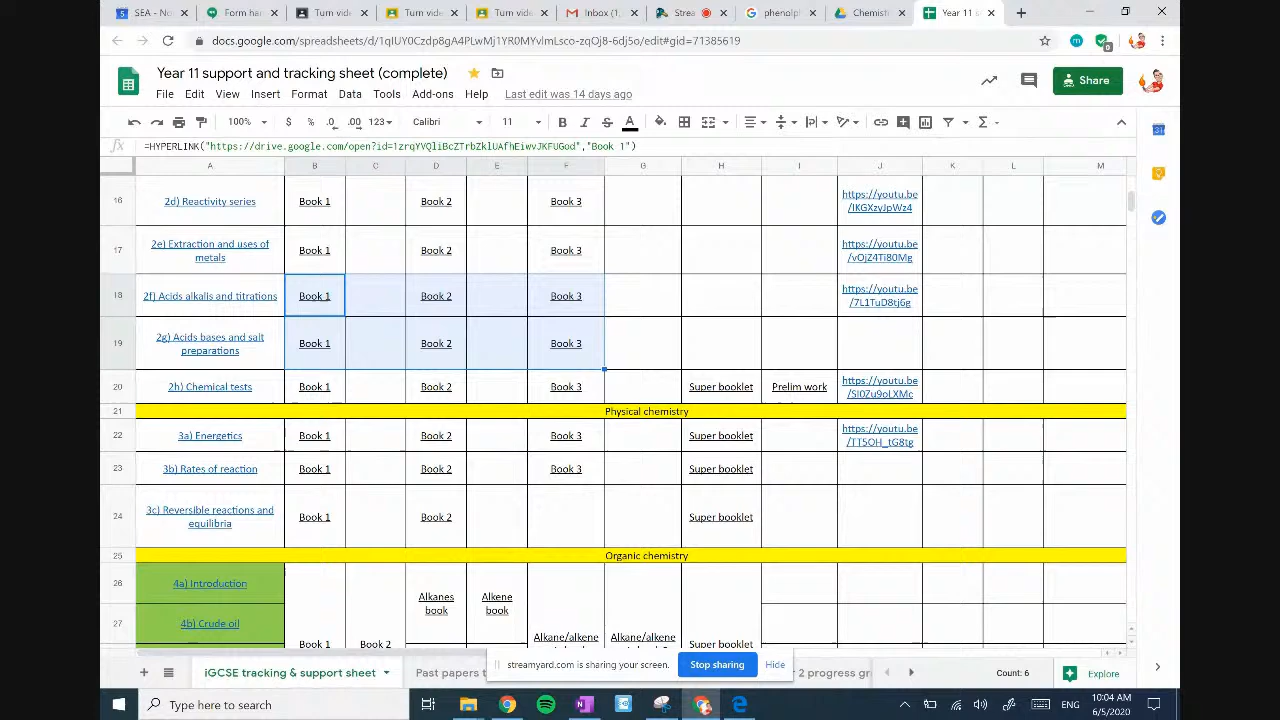 SEA - No
Form har
Turn vide
Turn vide
Turn vide
Inbox (1,
Strea
phenolp
Chemist
Year 11 s
docs.google.com/spreadsheets/d/1qIUY0Czdp8gA4PLwMj1YR0MYvlmLsco-zqOj8-6dj5o/edit#gid=71385619
Year 11 support and tracking sheet (complete)
Share
File Edit View Insert Format Data Add-ons Help Last edit was 14 days ago
100% $ % .0 .00 123 Calibri 11 B I S A
=HYPERLINK("https://drive.google.com/open?id=1zrqYVQliBcZTrbZklUAfhEiwvJKFUGod","Book 1")
A B C D E F G H I J K L M
16 2d) Reactivity series Book 1 Book 2 Book 3 https://youtu.be
/IKGXzyJpWz4
17 2e) Extraction and uses of
metals Book 1 Book 2 Book 3 https://youtu.be
/vOjZ4Ti80Mg
18 2f) Acids alkalis and titrations Book 1 Book 2 Book 3 https://youtu.be
/7L1TuD8tj6g
19 2g) Acids bases and salt
preparations Book 1 Book 2 Book 3
20 2h) Chemical tests Book 1 Book 2 Book 3 Super booklet Prelim work https://youtu.be
/SI0Zu9oLXMc
21 Physical chemistry
22 3a) Energetics Book 1 Book 2 Book 3 Super booklet https://youtu.be
/TT5OH_tG8tg
23 3b) Rates of reaction Book 1 Book 2 Book 3 Super booklet
24 3c) Reversible reactions and
equilibria Book 1 Book 2 Super booklet
25 Organic chemistry
26 4a) Introduction
Alkanes
book
Alkene
book
27 4b) Crude oil
Book 1 Book 2 Alkane/alkene Alkane/alkene Super booklet
streamyard.com is sharing your screen. Stop sharing Hide
iGCSE tracking & support sheet Past papers t 2 progress gr Count: 6 Explore
Type here to search
ENG
10:04 AM
6/5/2020